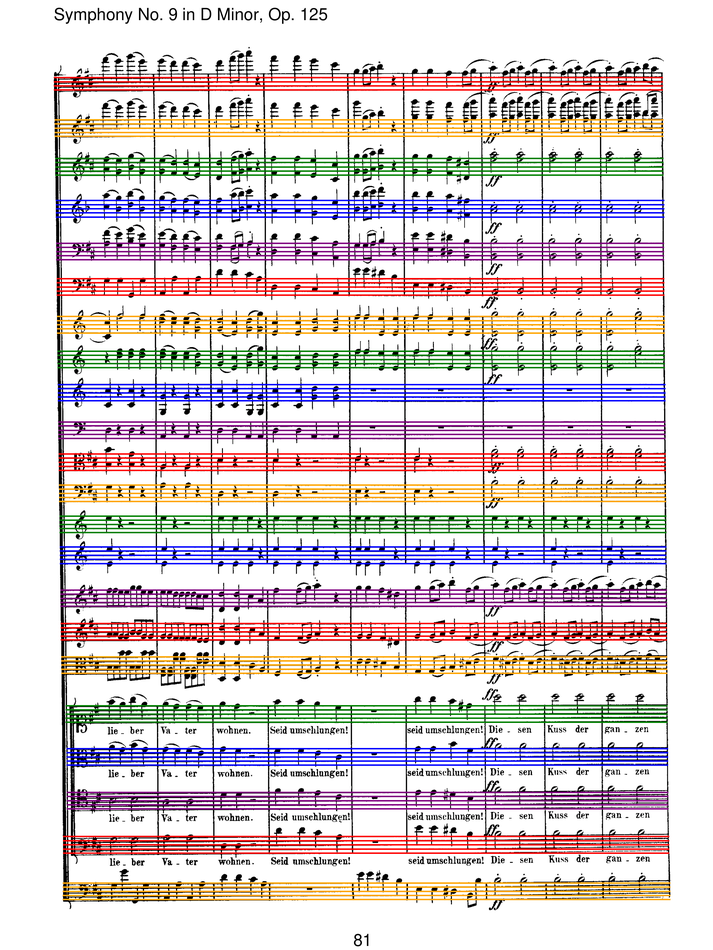 Symphony No. 9 in D Minor, Op. 125
ff
ff
ff
ff
ff
ff
ff
ff
ff
ff
ff
ff
ff
ff
lie - ber Va - ter wohnen. Seid umschlungen! seid umschlungen! Die - sen Kuss der gan - zen
ff
lie - ber Va - ter wohnen. Seid umschlungen! seid umschlungen! Die - sen Kuss der gan - zen
ff
lie - ber Va - ter wohnen. Seid umschlungen! seid umschlungen! Die - sen Kuss der gan - zen
ff
lie - ber Va - ter wohnen. Seid umschlungen! seid umschlungen! Die - sen Kuss der gan - zen
ff
81